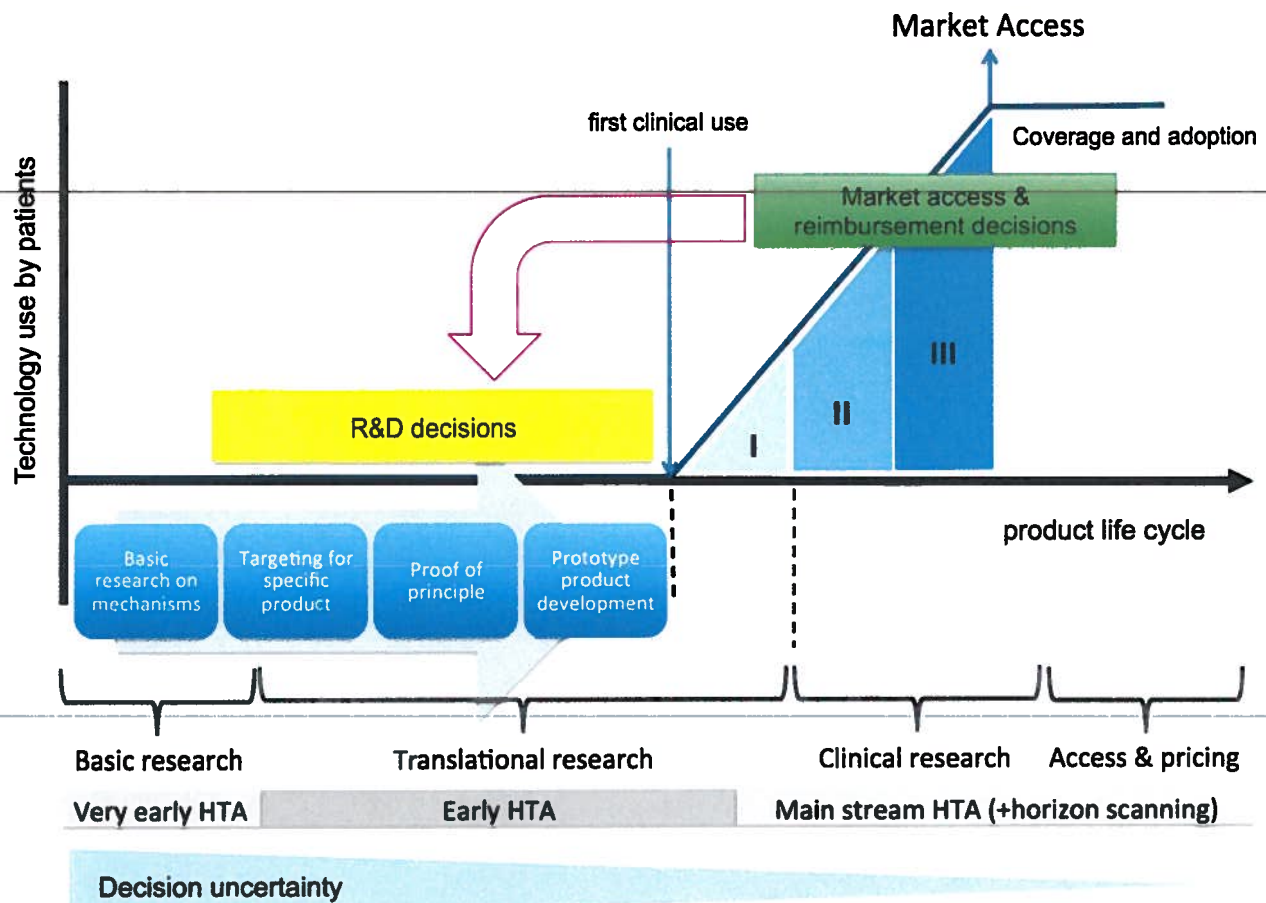 Market Access
first clinical use
Coverage and adoption
Technology use by patients
Market access &
reimbursement decisions
R&D decisions
I
II
III
product life cycle
Basic
research on
mechanisms
Targeting for
specific
product
Proof of
principle
Prototype
product
development
Basic research
Translational research
Clinical research
Access & pricing
Very early HTA
Early HTA
Main stream HTA (+horizon scanning)
Decision uncertainty